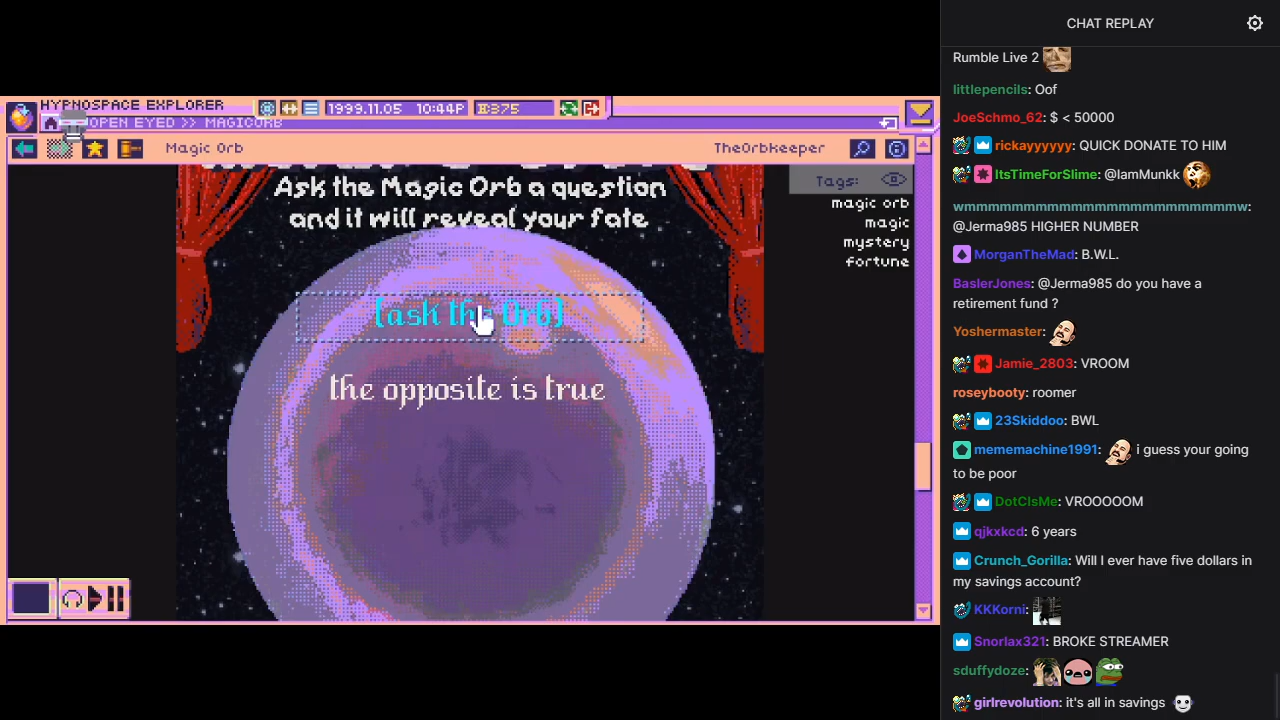 HYPNOSPACE EXPLORER
1999.11.05 10:44P
375
OPEN EYED >> MAGICORB
Magic Orb
TheOrbkeeper
Ask the Magic Orb a question
and it will reveal your fate
Tags:
magic orb
magic
mystery
fortune
[ask the Orb]
the opposite is true
CHAT REPLAY
Rumble Live 2
littlepencils: Oof
JoeSchmo_62: $ < 50000
rickayyyyyy: QUICK DONATE TO HIM
ItsTimeForSlime: @IamMunkk
@Jerma985 HIGHER NUMBER
MorganTheMad: B.W.L.
BaslerJones: @Jerma985 do you have a
retirement fund ?
Yoshermaster:
Jamie_2803: VROOM
roseybooty: roomer
23Skiddoo: BWL
mememachine1991: i guess your going
to be poor
DotCIsMe: VROOOOOM
qjkxkcd: 6 years
Crunch_Gorilla: Will I ever have five dollars in
my savings account?
KKKorni:
Snorlax321: BROKE STREAMER
sduffydoze:
girlrevolution: it's all in savings